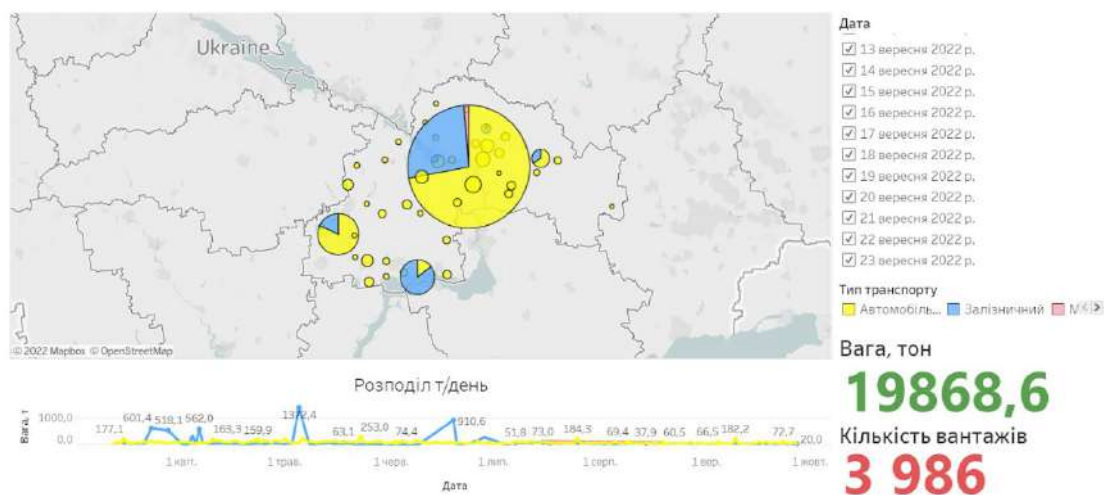 Ukraine
© 2022 Mapbox © OpenStreetMap
Дата
13 вересня 2022 р.
14 вересня 2022 р.
15 вересня 2022 р.
16 вересня 2022 р.
17 вересня 2022 р.
18 вересня 2022 р.
19 вересня 2022 р.
20 вересня 2022 р.
21 вересня 2022 р.
22 вересня 2022 р.
23 вересня 2022 р.
Тип транспорту
Автомобіль... Залізничний
Вага, тон
19868,6
Кількість вантажів
3 986
Розподіл т/день
Вага, т
1000,0
0,0
177,1 601,4 518,1 562,0 163,3 159,9 1372,4 63,1 253,0 74,4 910,6 51,8 73,0 184,3 69,4 37,9 60,5 66,5 182,2 72,7 20,0
1 квіт. 1 трав. 1 черв. 1 лип. 1 серп. 1 вер. 1 жовт.
Дата